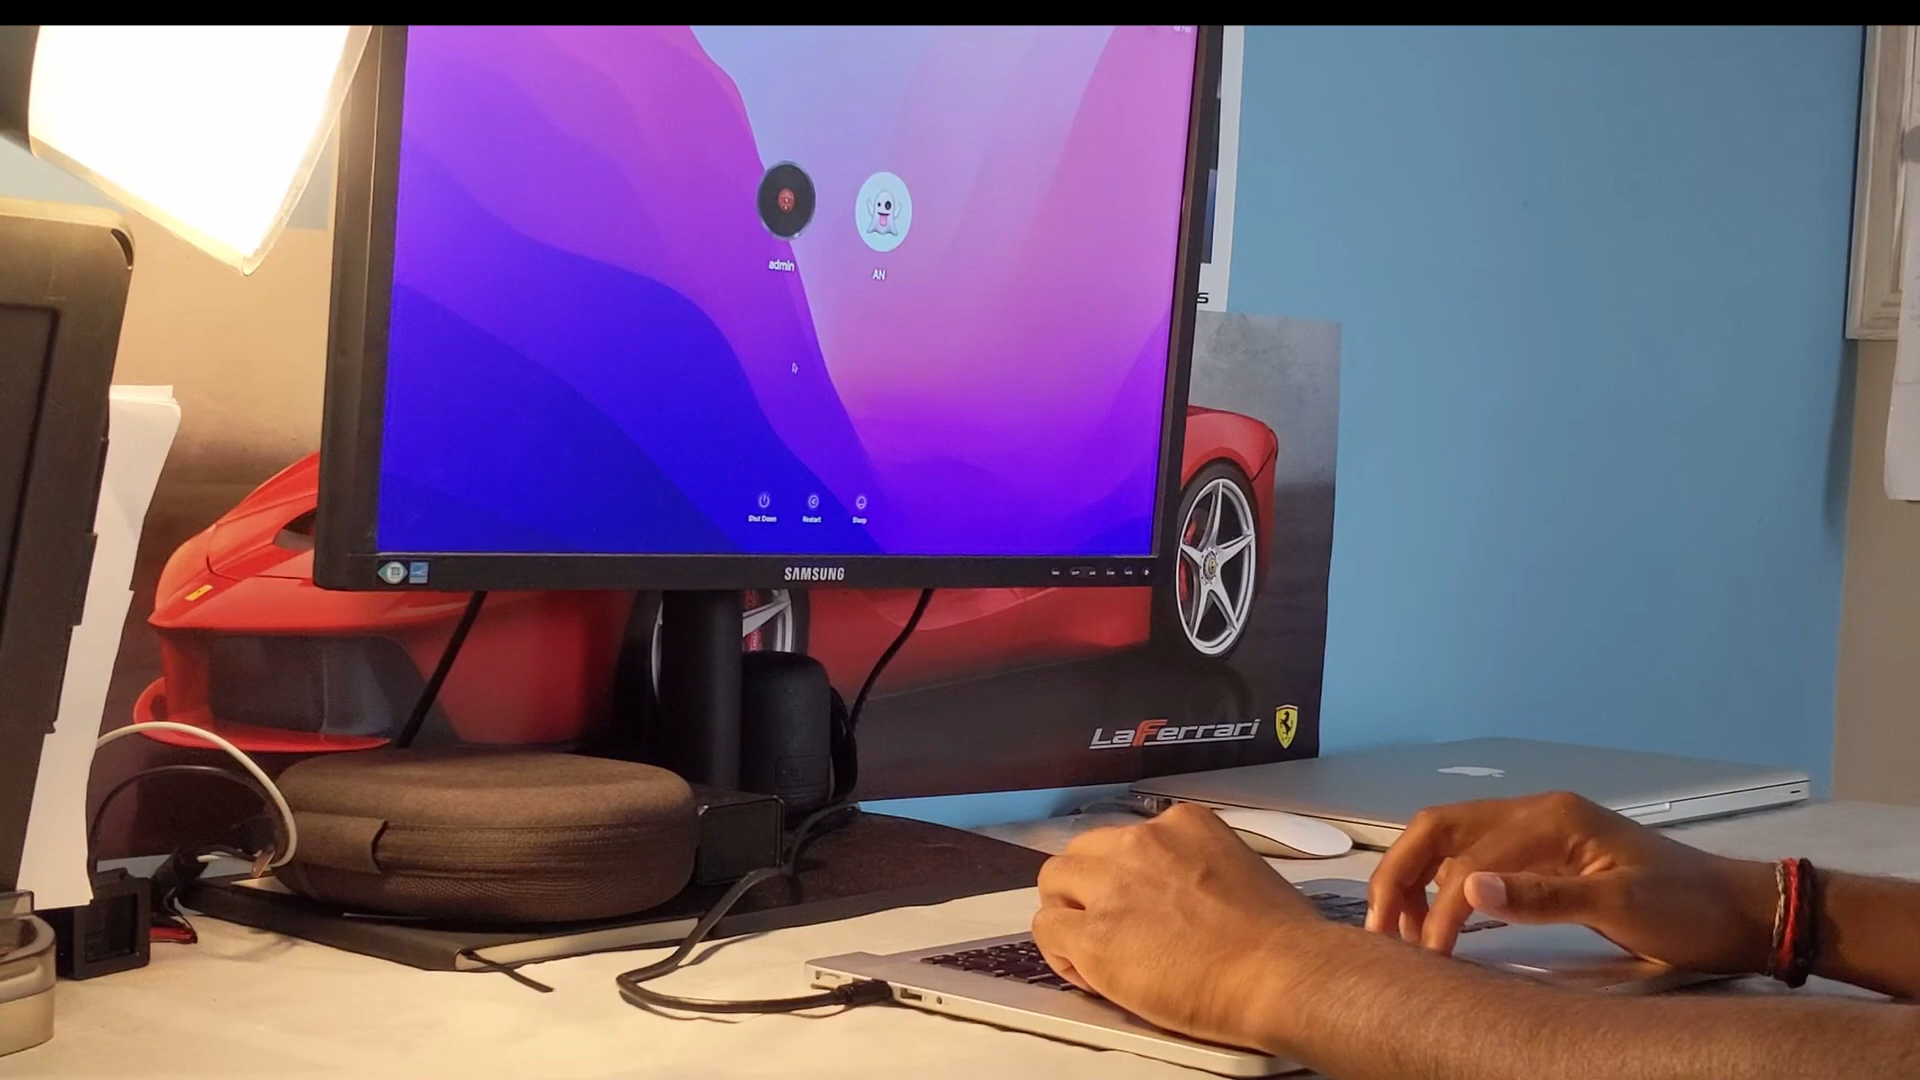 admin
AN
Shut Down
Restart
Sleep
SAMSUNG
S
LaFerrari